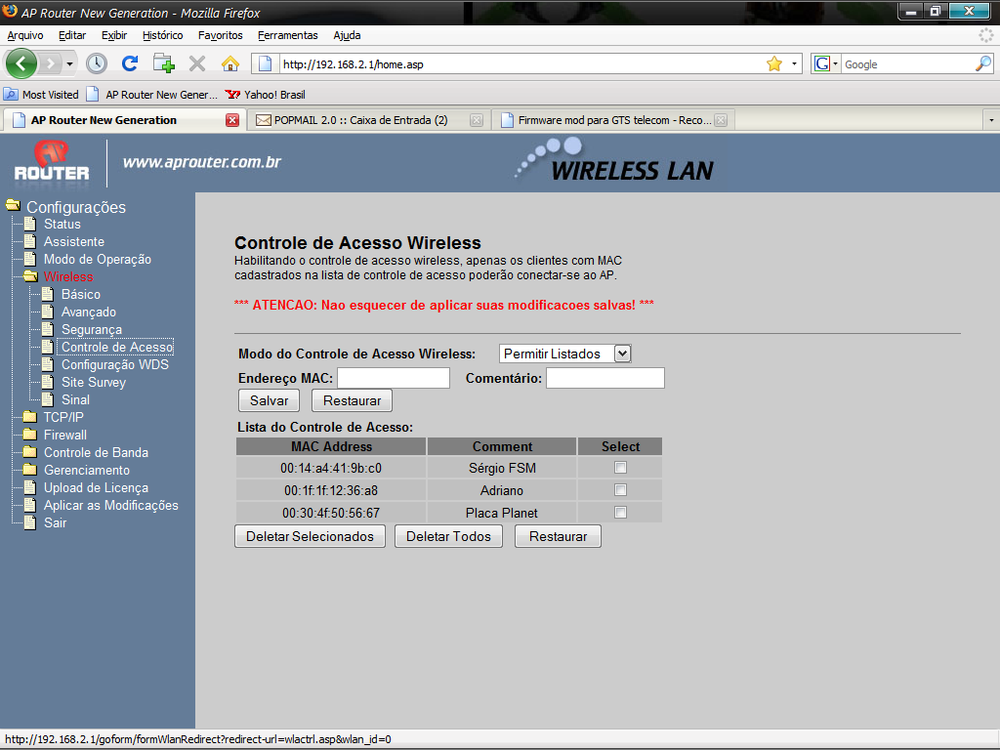 AP Router New Generation - Mozilla Firefox
Arquivo Editar Exibir Histórico Favoritos Ferramentas Ajuda
http://192.168.2.1/home.asp G Google
Most Visited AP Router New Gener... Yahoo! Brasil
AP Router New Generation POPMAIL 2.0 :: Caixa de Entrada (2) Firmware mod para GTS telecom - Reco...
AP ROUTER www.aprouter.com.br WIRELESS LAN
Configurações
Status
Assistente
Modo de Operação
Wireless
Básico
Avançado
Segurança
Controle de Acesso
Configuração WDS
Site Survey
Sinal
TCP/IP
Firewall
Controle de Banda
Gerenciamento
Upload de Licença
Aplicar as Modificações
Sair
Controle de Acesso Wireless
Habilitando o controle de acesso wireless, apenas os clientes com MAC
cadastrados na lista de controle de acesso poderão conectar-se ao AP.
*** ATENCAO: Nao esquecer de aplicar suas modificacoes salvas! ***
Modo do Controle de Acesso Wireless: Permitir Listados
Endereço MAC: Comentário:
Salvar Restaurar
Lista do Controle de Acesso:
MAC Address Comment Select
00:14:a4:41:9b:c0 Sérgio FSM
00:1f:1f:12:36:a8 Adriano
00:30:4f:50:56:67 Placa Planet
Deletar Selecionados Deletar Todos Restaurar
http://192.168.2.1/goform/formWlanRedirect?redirect-url=wlactrl.asp&wlan_id=0